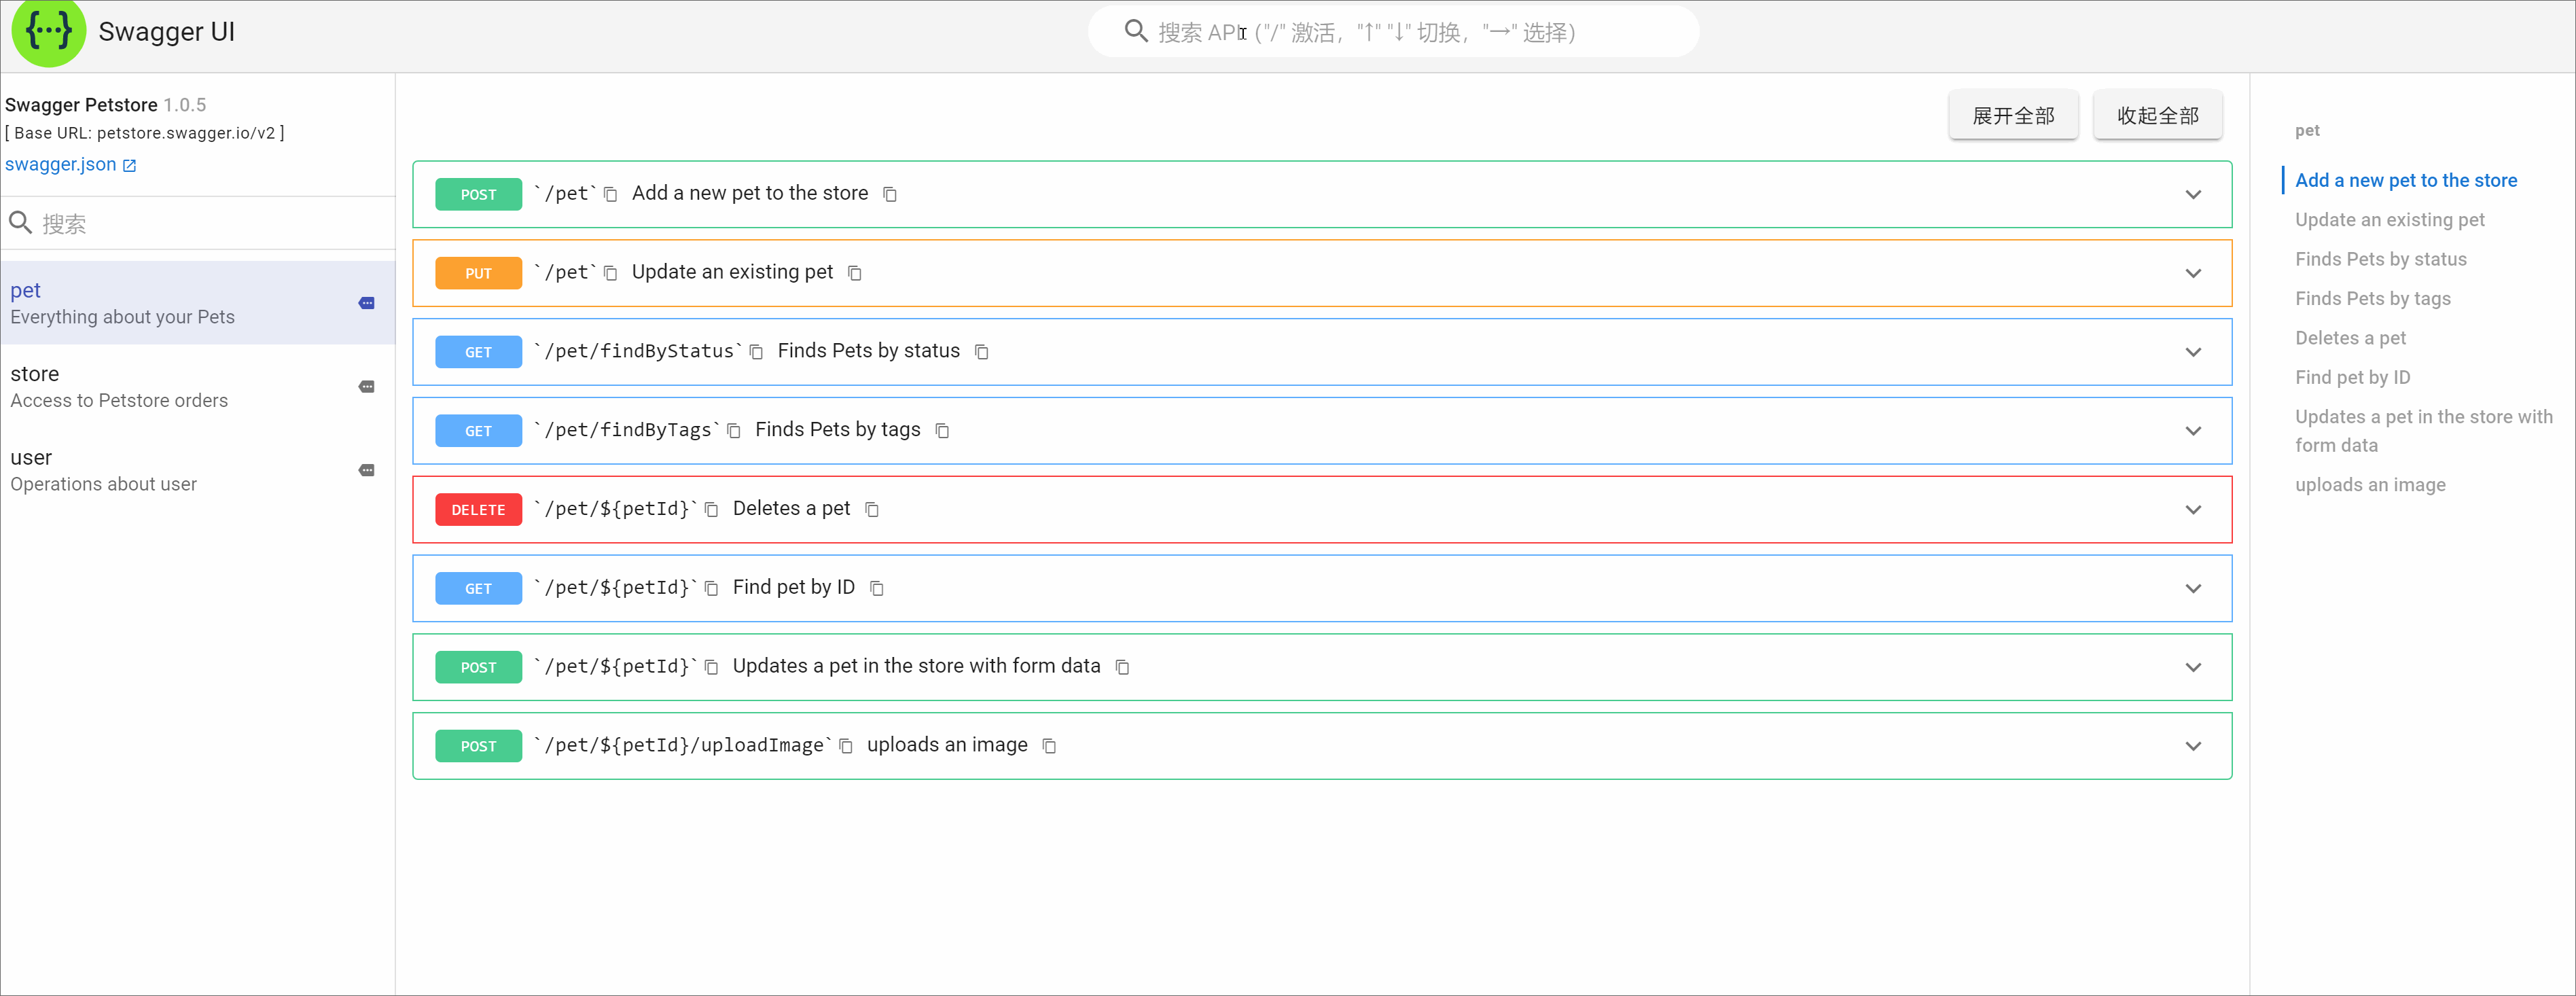 {···} Swagger UI
搜索 API ("/" 激活，"↑" "↓" 切换，"→" 选择)
Swagger Petstore 1.0.5
[ Base URL: petstore.swagger.io/v2 ]
swagger.json
搜索
pet
Everything about your Pets
store
Access to Petstore orders
user
Operations about user
展开全部 收起全部
POST `/pet` Add a new pet to the store
PUT `/pet` Update an existing pet
GET `/pet/findByStatus` Finds Pets by status
GET `/pet/findByTags` Finds Pets by tags
DELETE `/pet/${petId}` Deletes a pet
GET `/pet/${petId}` Find pet by ID
POST `/pet/${petId}` Updates a pet in the store with form data
POST `/pet/${petId}/uploadImage` uploads an image
pet
Add a new pet to the store
Update an existing pet
Finds Pets by status
Finds Pets by tags
Deletes a pet
Find pet by ID
Updates a pet in the store with
form data
uploads an image